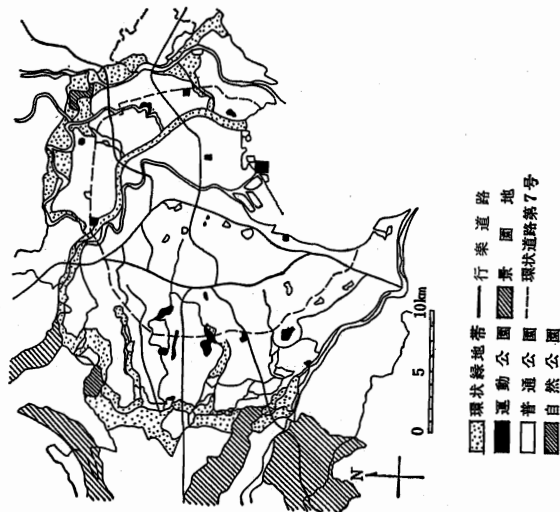 N
0 5 10km
環状緑地帯 行楽道路
運動公園 景園地
普通公園 環状道路第7号
自然公園